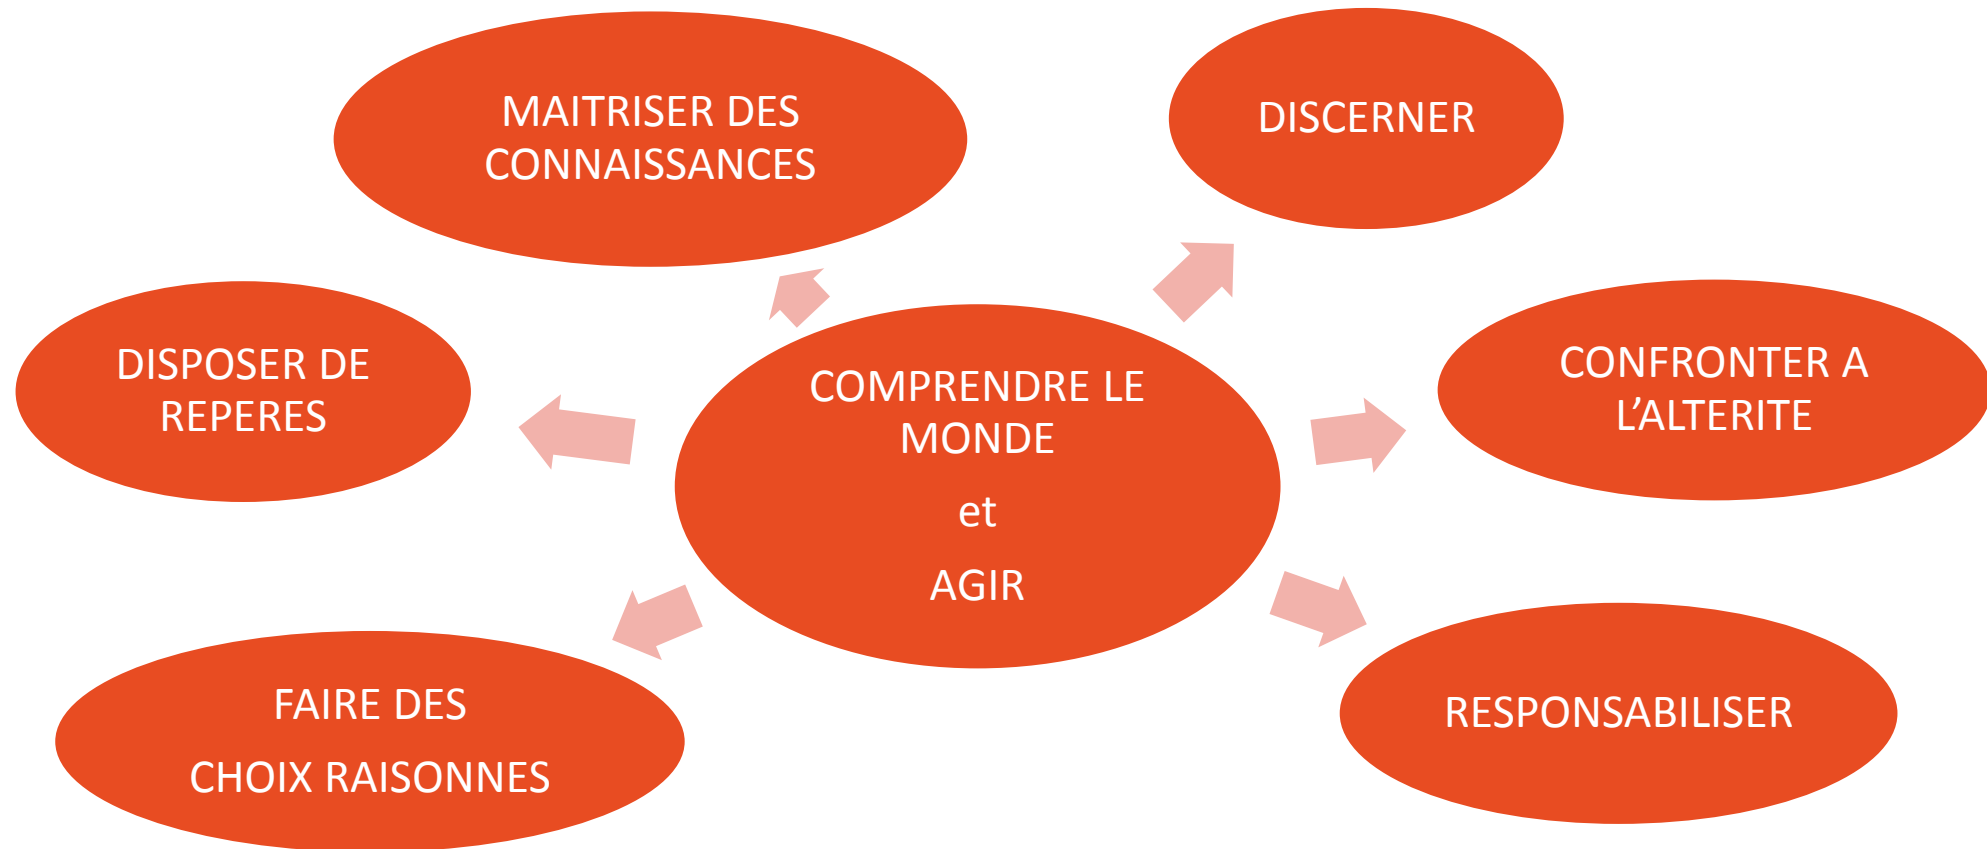 MAITRISER DES
CONNAISSANCES
DISCERNER
DISPOSER DE
REPERES
COMPRENDRE LE
MONDE
et
AGIR
CONFRONTER A
L’ALTERITE
FAIRE DES
CHOIX RAISONNES
RESPONSABILISER